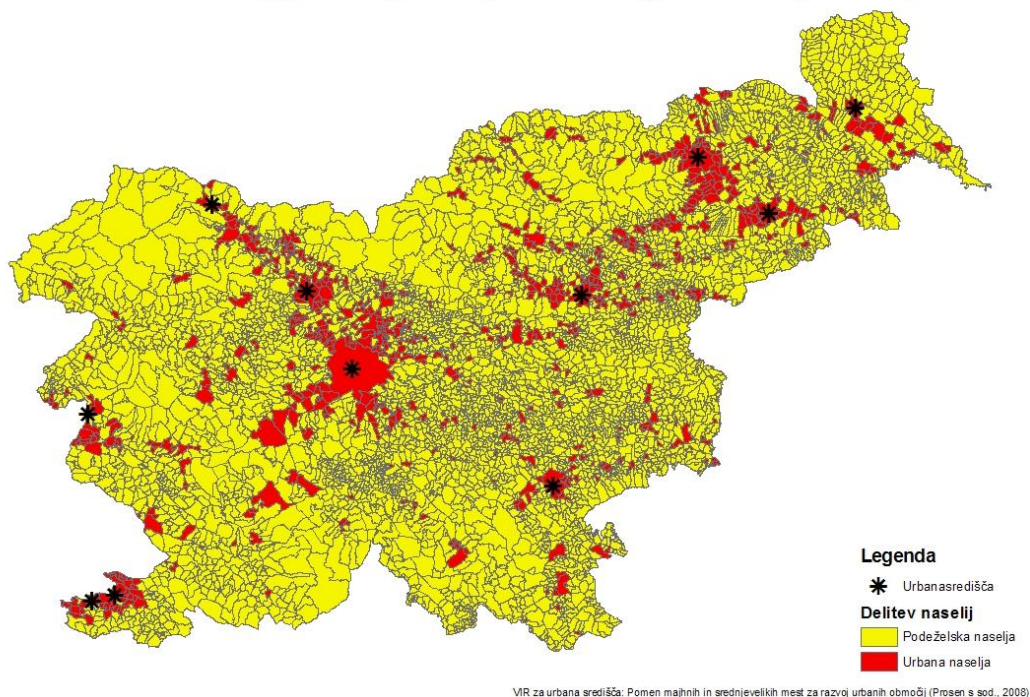 Legenda
Urbanasredišča
Delitev naselij
Podeželska naselja
Urbana naselja
VIR za urbana središča: Pomen majhnih in srednjevelikih mest za razvoj urbanih območij (Prosen s sod., 2008)